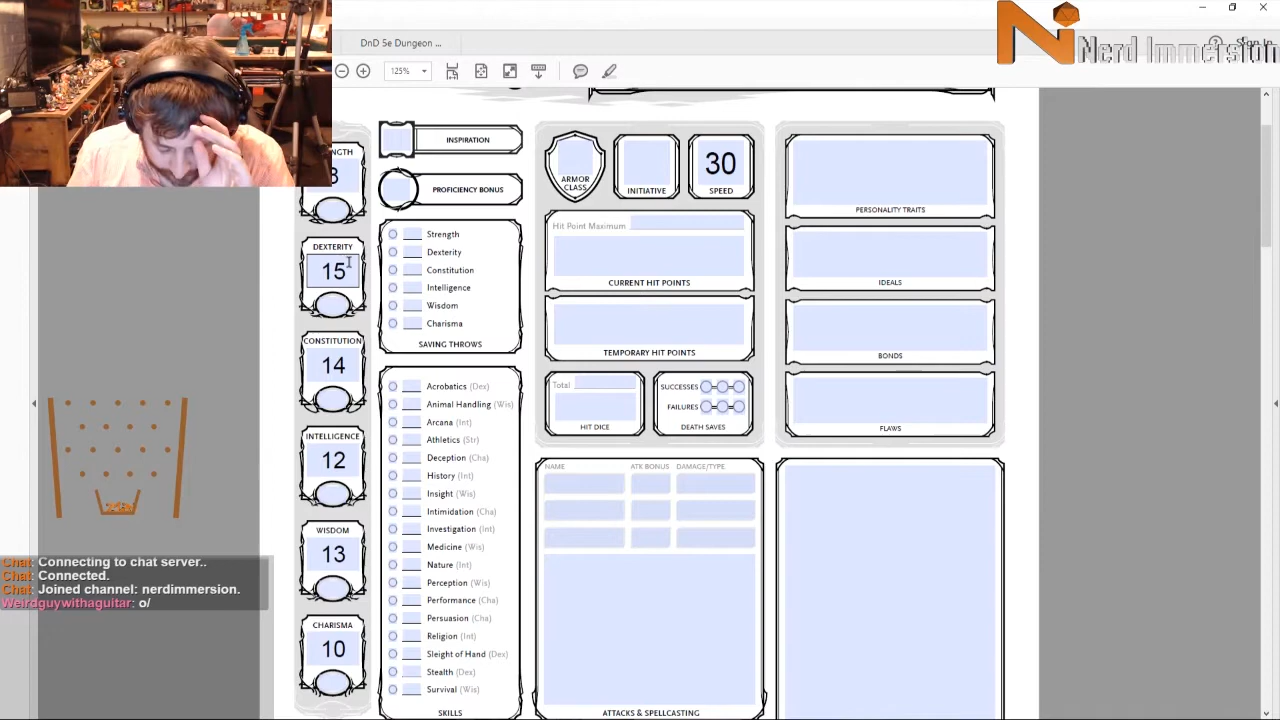 Nerd Immersion
DnD 5e Dungeon ...
Sign In
125%
INSPIRATION
PROFICIENCY BONUS
ARMOR
CLASS
INITIATIVE
30
SPEED
PERSONALITY TRAITS
IDEALS
BONDS
FLAWS
Hit Point Maximum
CURRENT HIT POINTS
TEMPORARY HIT POINTS
Total
HIT DICE
SUCCESSES
FAILURES
DEATH SAVES
DEXTERITY
15
CONSTITUTION
14
INTELLIGENCE
12
WISDOM
13
CHARISMA
10
Strength
Dexterity
Constitution
Intelligence
Wisdom
Charisma
SAVING THROWS
Acrobatics (Dex)
Animal Handling (Wis)
Arcana (Int)
Athletics (Str)
Deception (Cha)
History (Int)
Insight (Wis)
Intimidation (Cha)
Investigation (Int)
Medicine (Wis)
Nature (Int)
Perception (Wis)
Performance (Cha)
Persuasion (Cha)
Religion (Int)
Sleight of Hand (Dex)
Stealth (Dex)
Survival (Wis)
SKILLS
NAME ATK BONUS DAMAGE/TYPE
ATTACKS & SPELLCASTING
Chat: Connecting to chat server..
Chat: Connected.
Chat: Joined channel: nerdimmersion.
Weirdguywithaguitar: o/